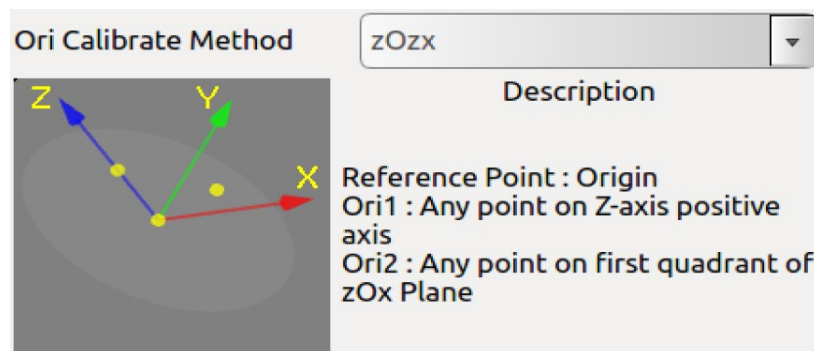 Ori Calibrate Method
zOzx
Z
Y
X
Description
Reference Point : Origin
Ori1 : Any point on Z-axis positive
axis
Ori2 : Any point on first quadrant of
zOx Plane